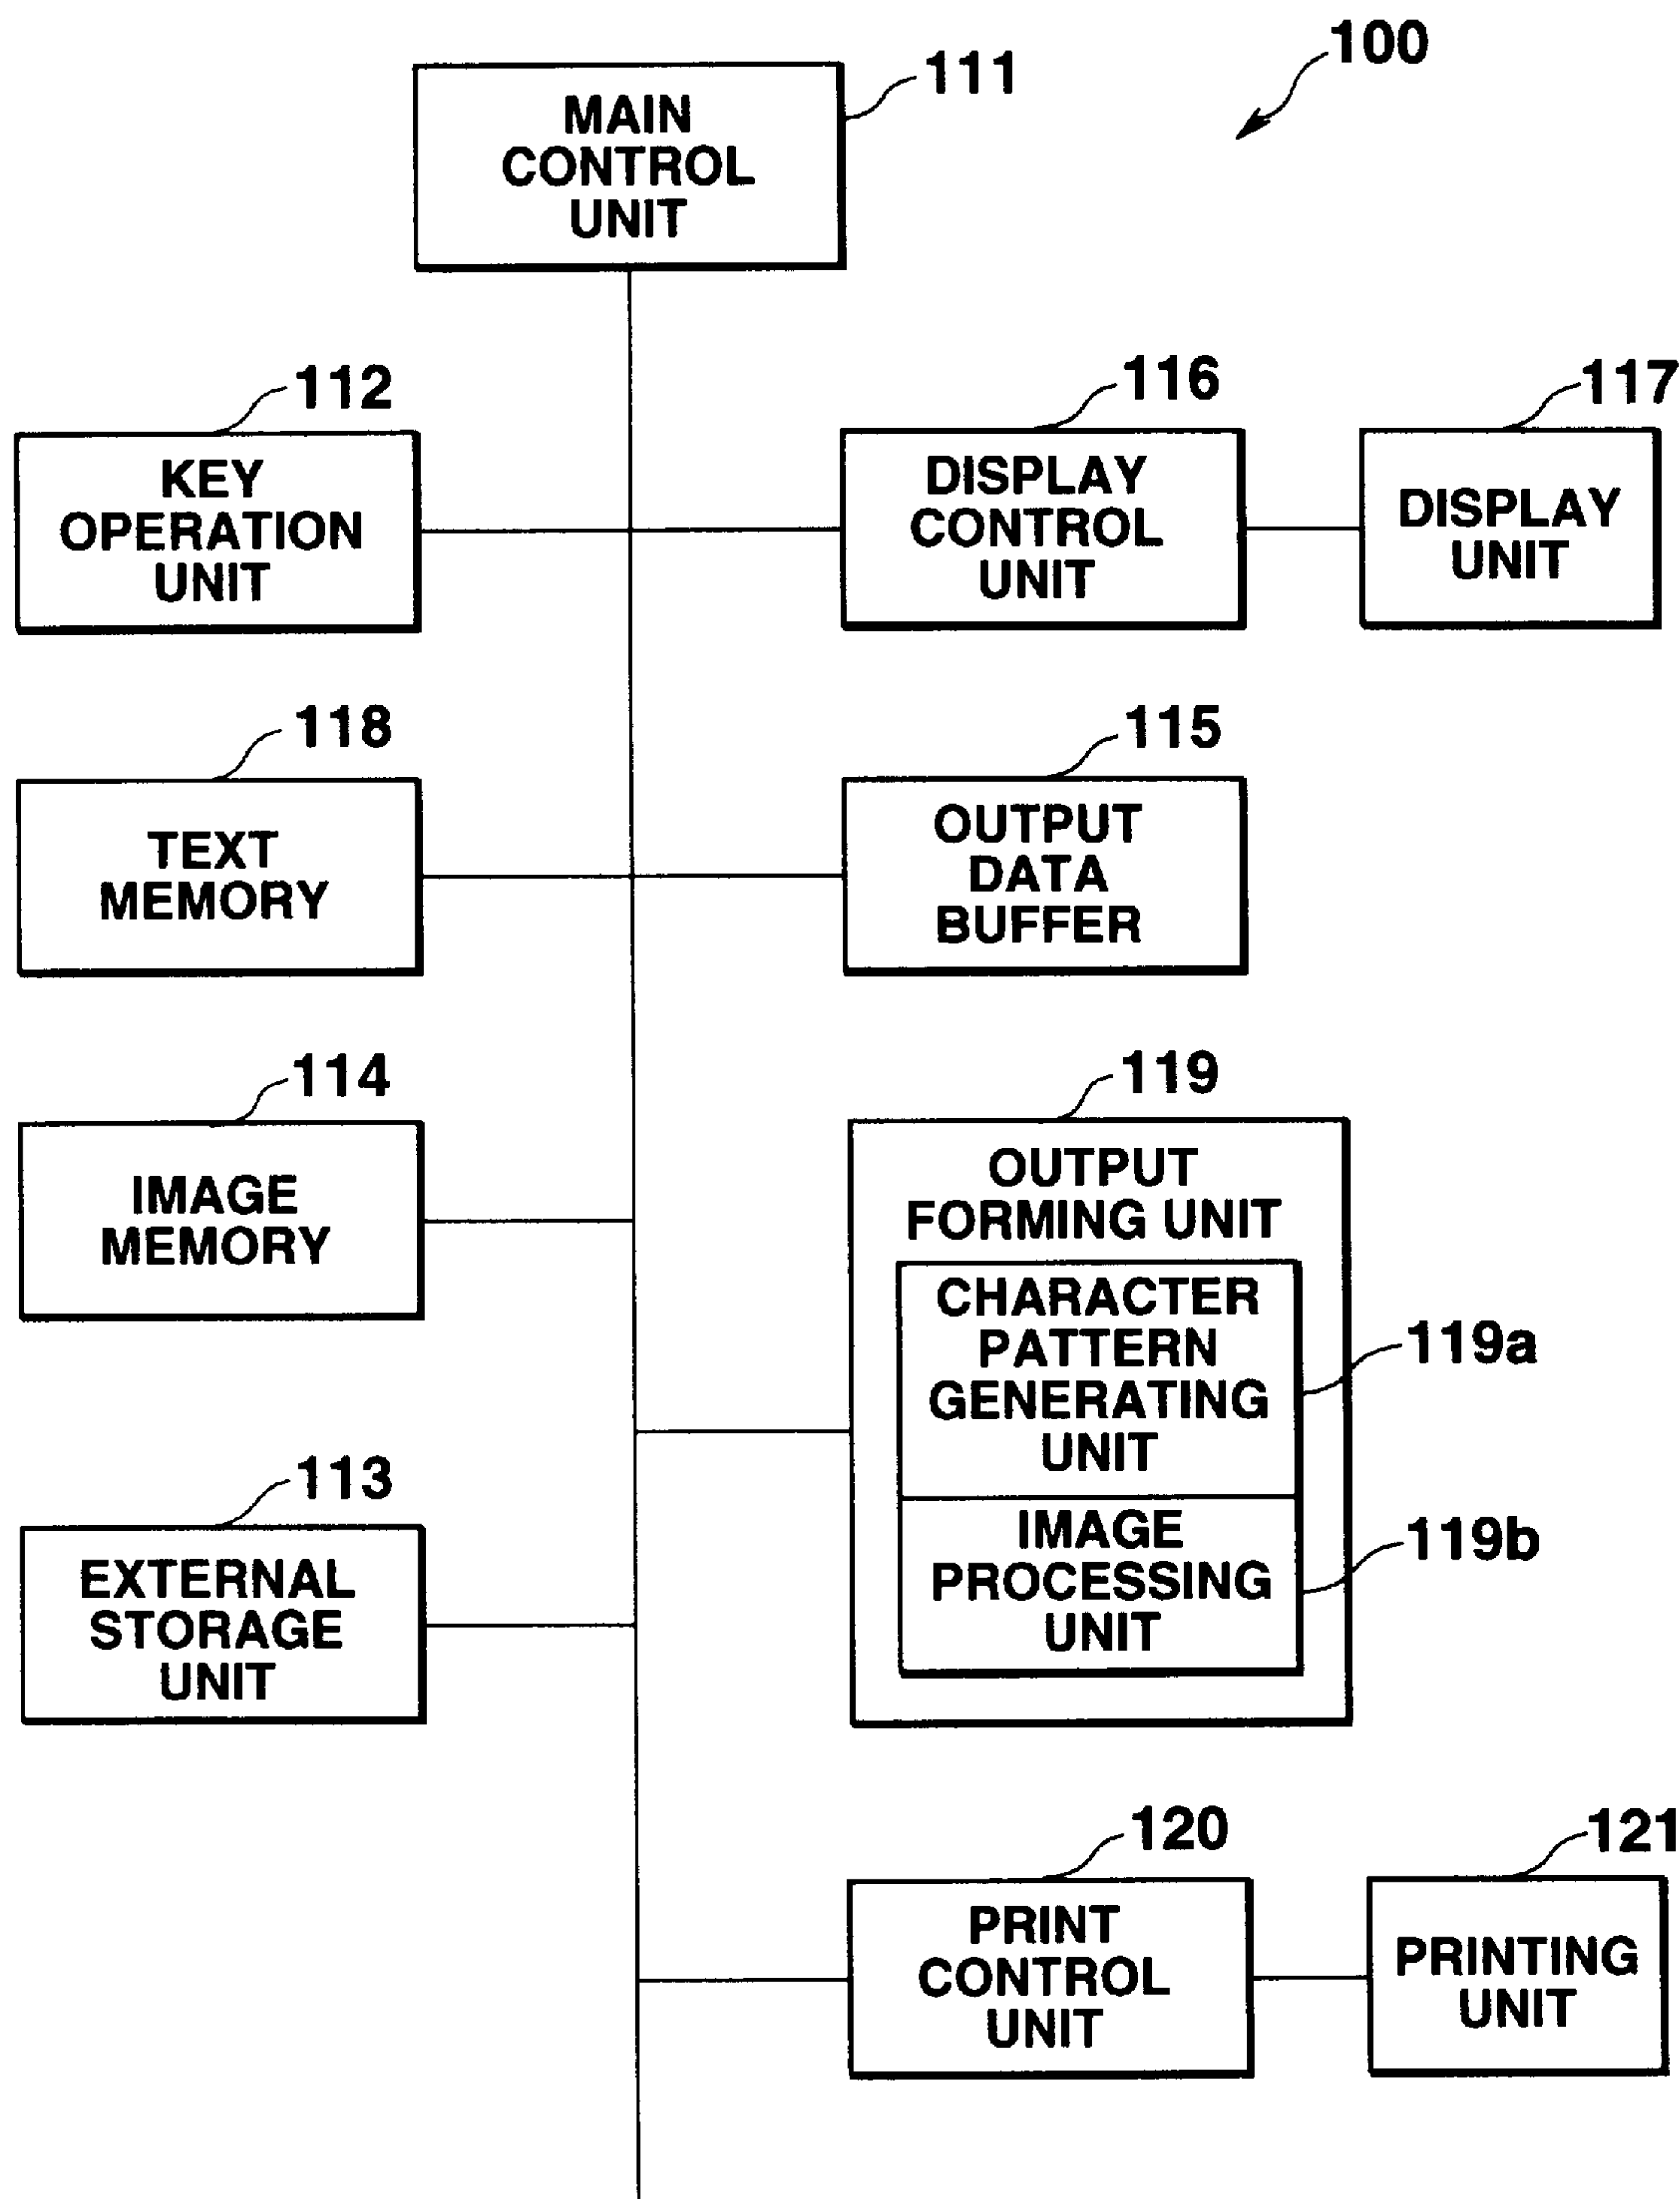 100
111
MAIN
CONTROL
UNIT
112
KEY
OPERATION
UNIT
116
DISPLAY
CONTROL
UNIT
117
DISPLAY
UNIT
118
TEXT
MEMORY
115
OUTPUT
DATA
BUFFER
114
IMAGE
MEMORY
119
OUTPUT
FORMING UNIT
CHARACTER
PATTERN
GENERATING
UNIT
119a
IMAGE
PROCESSING
UNIT
119b
113
EXTERNAL
STORAGE
UNIT
120
PRINT
CONTROL
UNIT
121
PRINTING
UNIT